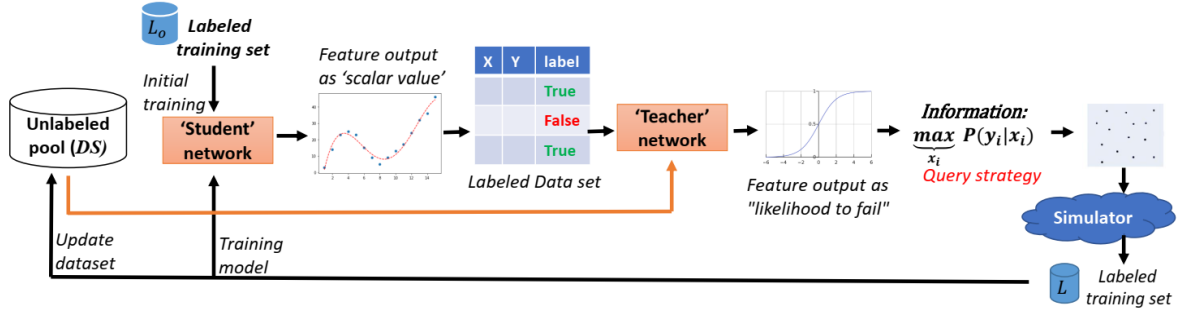 L₀
Labeled
training set
Initial
training
Unlabeled
pool (DS)
'Student'
network
Feature output
as 'scalar value'
X Y label
True
False
True
Labeled Data set
'Teacher'
network
Feature output as
"likelihood to fail"
Information:
max P(yᵢ|xᵢ)
xᵢ
Query strategy
Simulator
L
Labeled
training set
Update
dataset
Training
model